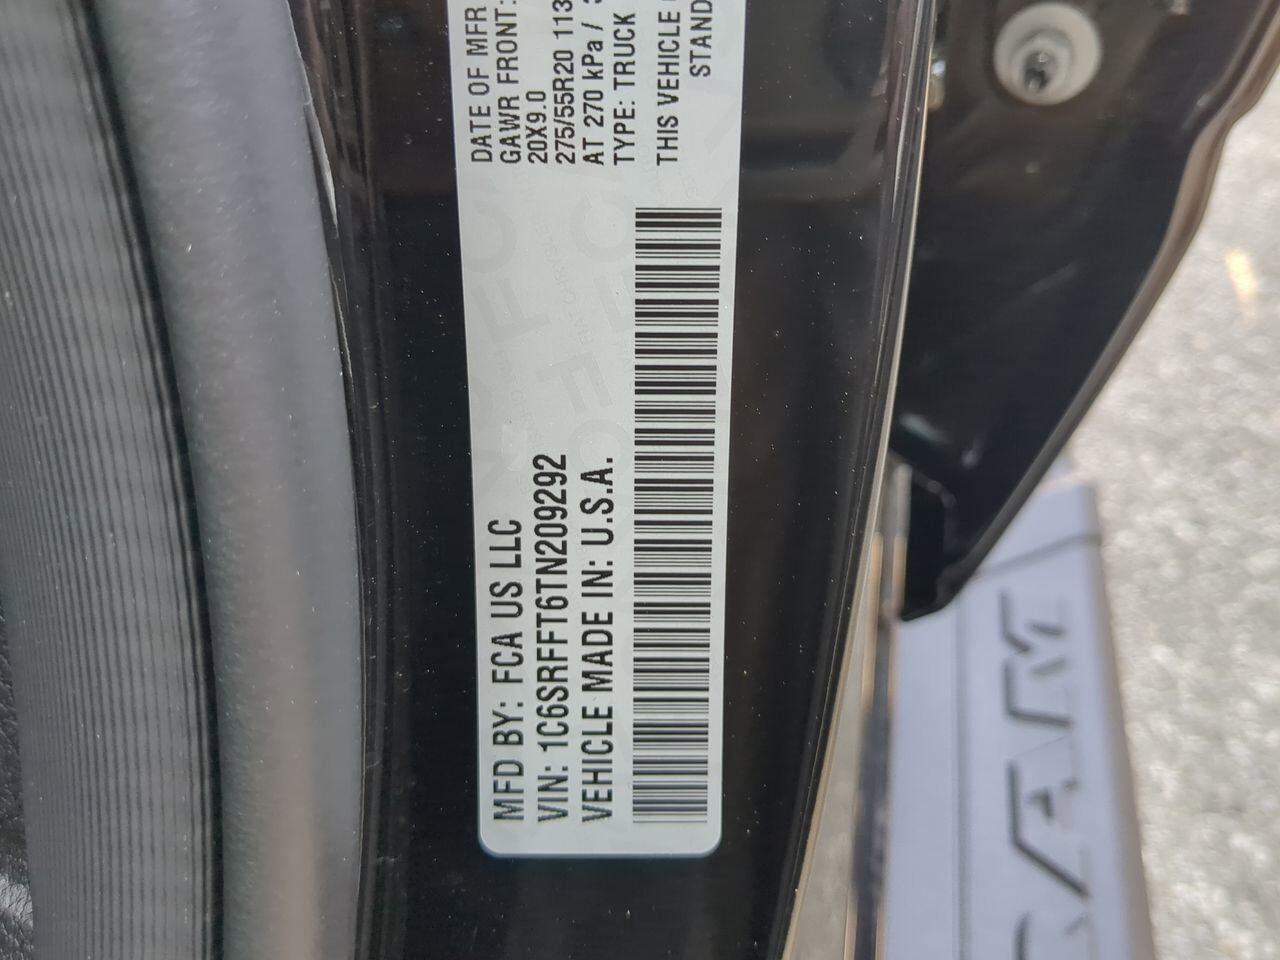 MFD BY: FCA US LLC
VIN: 1C6SRFFT6TN209292
VEHICLE MADE IN: U.S.A.
DATE OF MFR
GAWR FRONT:
20X9.0
275/55R20 113
AT 270 kPa /
TYPE: TRUCK
THIS VEHICLE
STAND
RAM